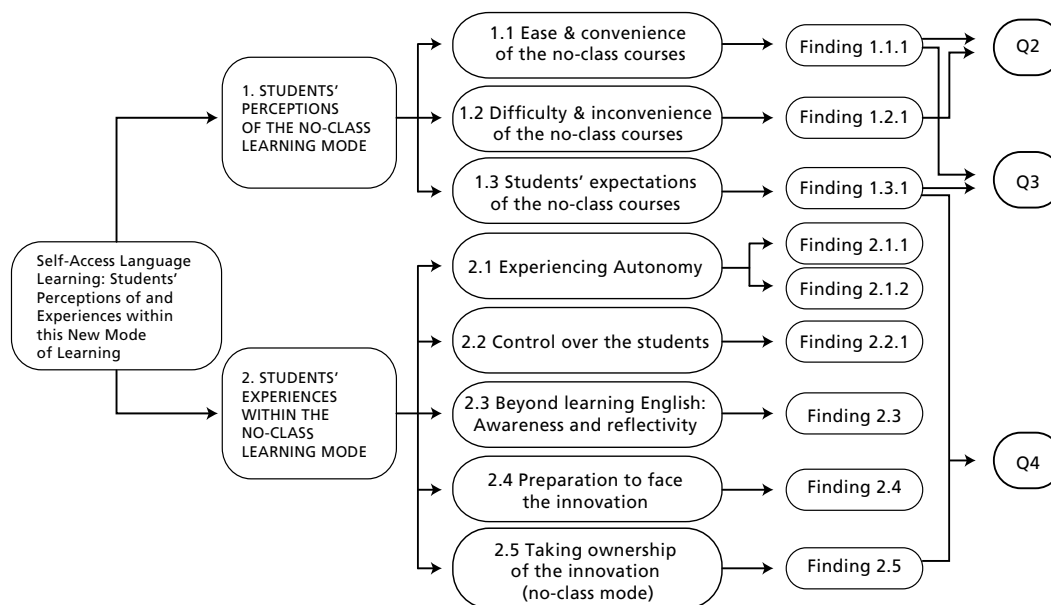 Self-Access Language
Learning: Students'
Perceptions of and
Experiences within
this New Mode
of Learning
1. STUDENTS'
PERCEPTIONS
OF THE NO-CLASS
LEARNING MODE
1.1 Ease & convenience
of the no-class courses
Finding 1.1.1
Q2
1.2 Difficulty & inconvenience
of the no-class courses
Finding 1.2.1
1.3 Students' expectations
of the no-class courses
Finding 1.3.1
Q3
2. STUDENTS'
EXPERIENCES
WITHIN THE
NO-CLASS
LEARNING MODE
2.1 Experiencing Autonomy
Finding 2.1.1
Finding 2.1.2
2.2 Control over the students
Finding 2.2.1
2.3 Beyond learning English:
Awareness and reflectivity
Finding 2.3
2.4 Preparation to face
the innovation
Finding 2.4
2.5 Taking ownership
of the innovation
(no-class mode)
Finding 2.5
Q4